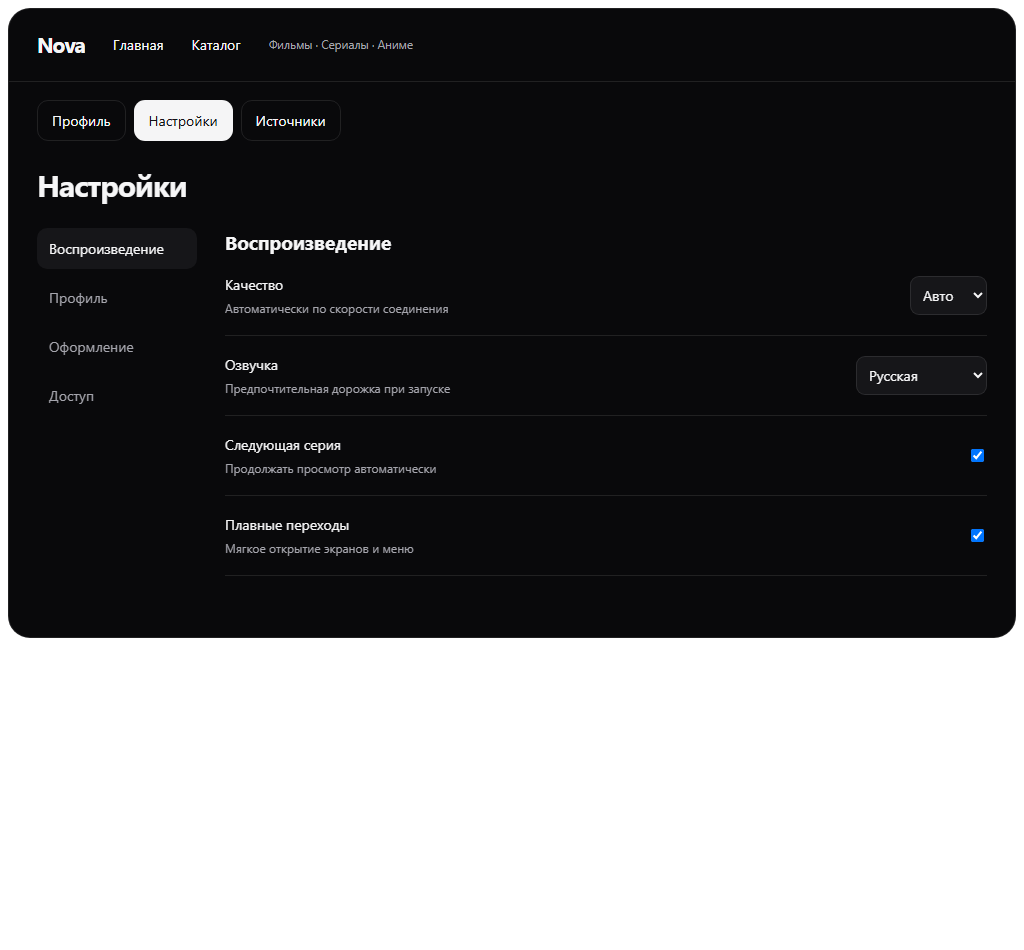 Nova Главная Каталог Фильмы · Сериалы · Аниме
Профиль Настройки Источники
Настройки
Воспроизведение
Профиль
Оформление
Доступ
Воспроизведение
Качество
Автоматически по скорости соединения
Авто
Озвучка
Предпочтительная дорожка при запуске
Русская
Следующая серия
Продолжать просмотр автоматически
Плавные переходы
Мягкое открытие экранов и меню